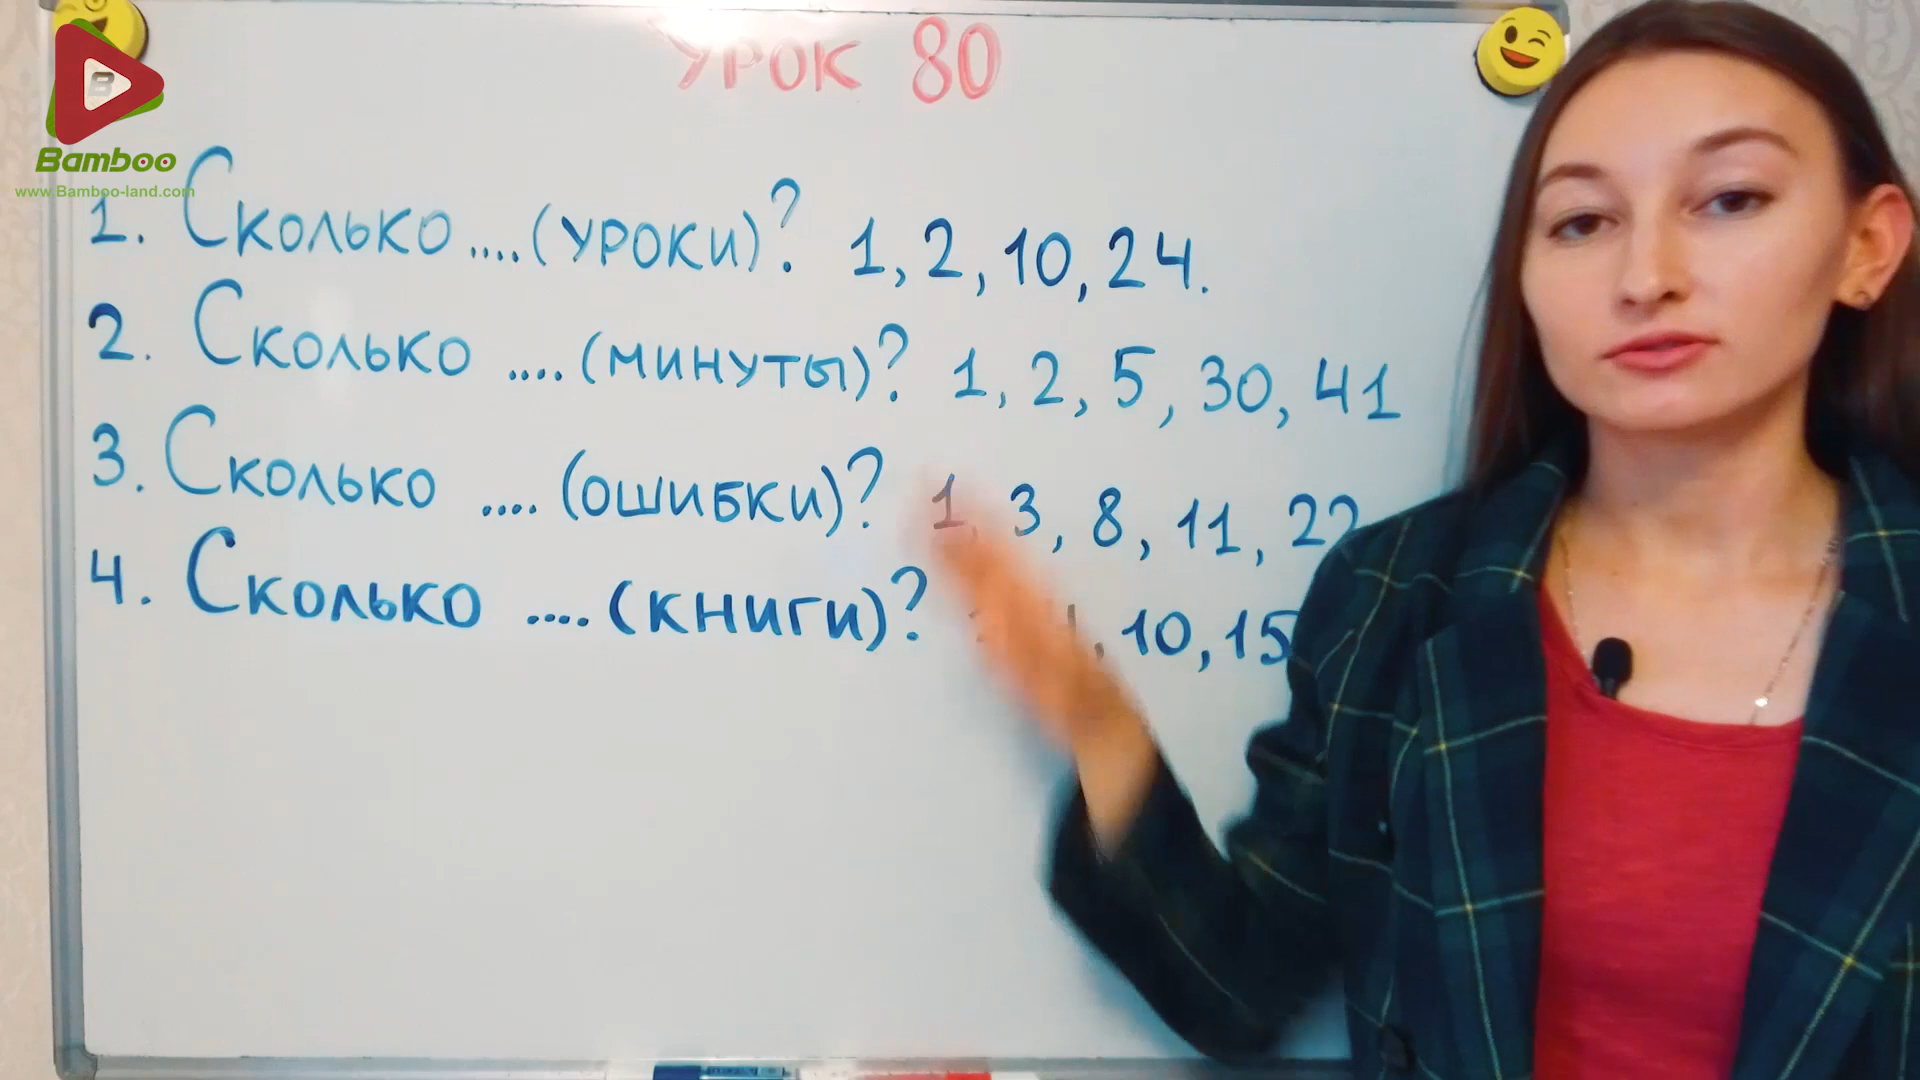 Урок 80
Bamboo
www.Bamboo-land.com
1. Сколько ....(уроки)? 1, 2, 10, 24.
2. Сколько ....(минуты)? 1, 2, 5, 30, 41
3. Сколько ....(ошибки)? 1, 3, 8, 11, 22
4. Сколько ....(книги)? 10, 15